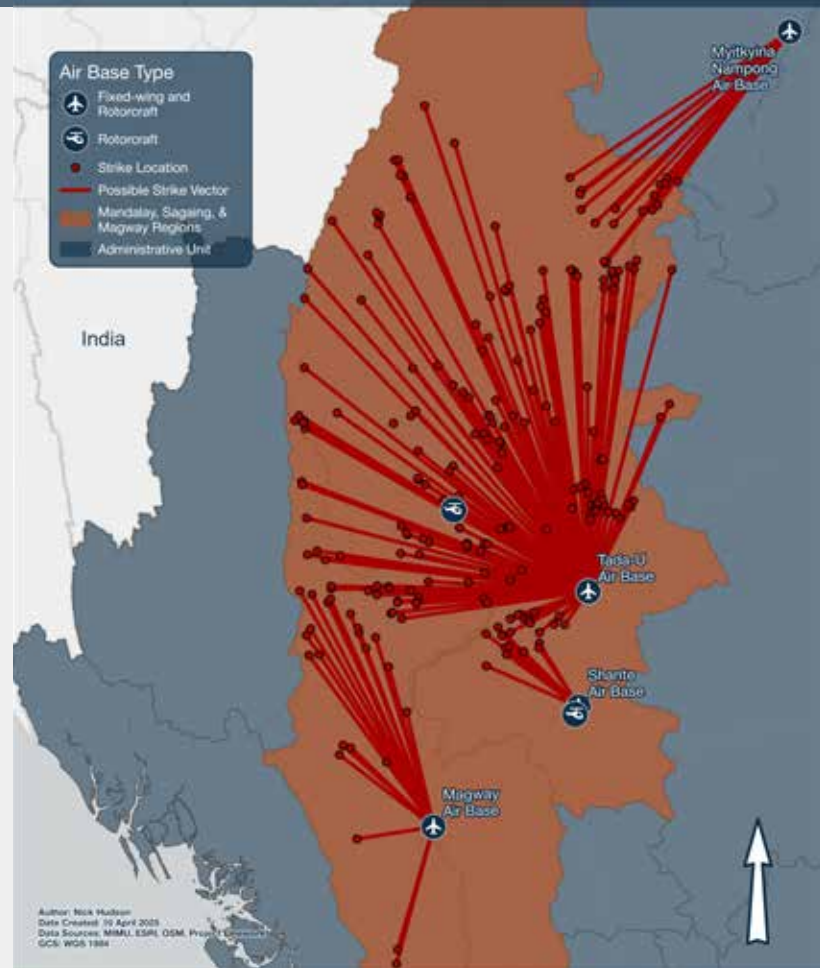 Air Base Type
Fixed-wing and
Rotorcraft
Rotorcraft
Strike Location
Possible Strike Vector
Mandalay, Sagaing, &
Magway Regions
Administrative Unit
Myitkyina
Nampong
Air Base
India
Tada-U
Air Base
Shante
Air Base
Magway
Air Base
Author: Nick Hudson
Date Created: 10 April 2025
Data Sources: MIMU, ESRI, OSM, Project
GCS: WGS 1984